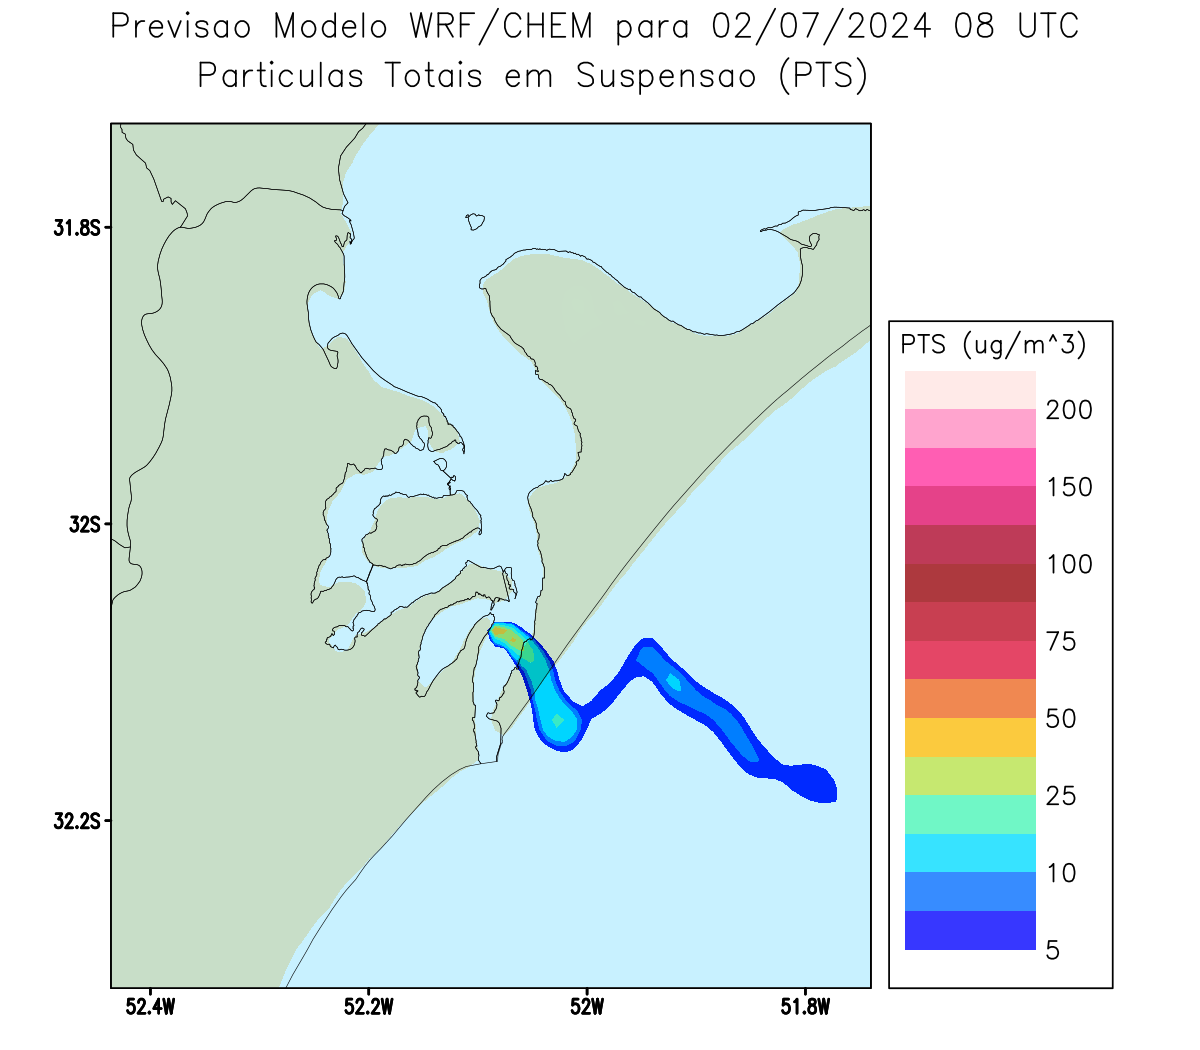 Previsao Modelo WRF/CHEM para 02/07/2024 08 UTC
Particulas Totais em Suspensao (PTS)
31.8S
32S
32.2S
52.4W
52.2W
52W
51.8W
PTS (ug/m^3)
200
150
100
75
50
25
10
5